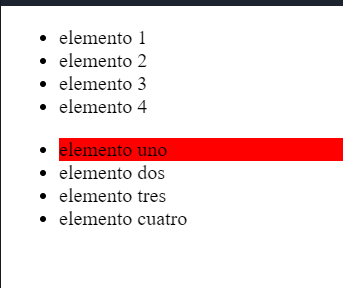 elemento 1
elemento 2
elemento 3
elemento 4
elemento uno
elemento dos
elemento tres
elemento cuatro